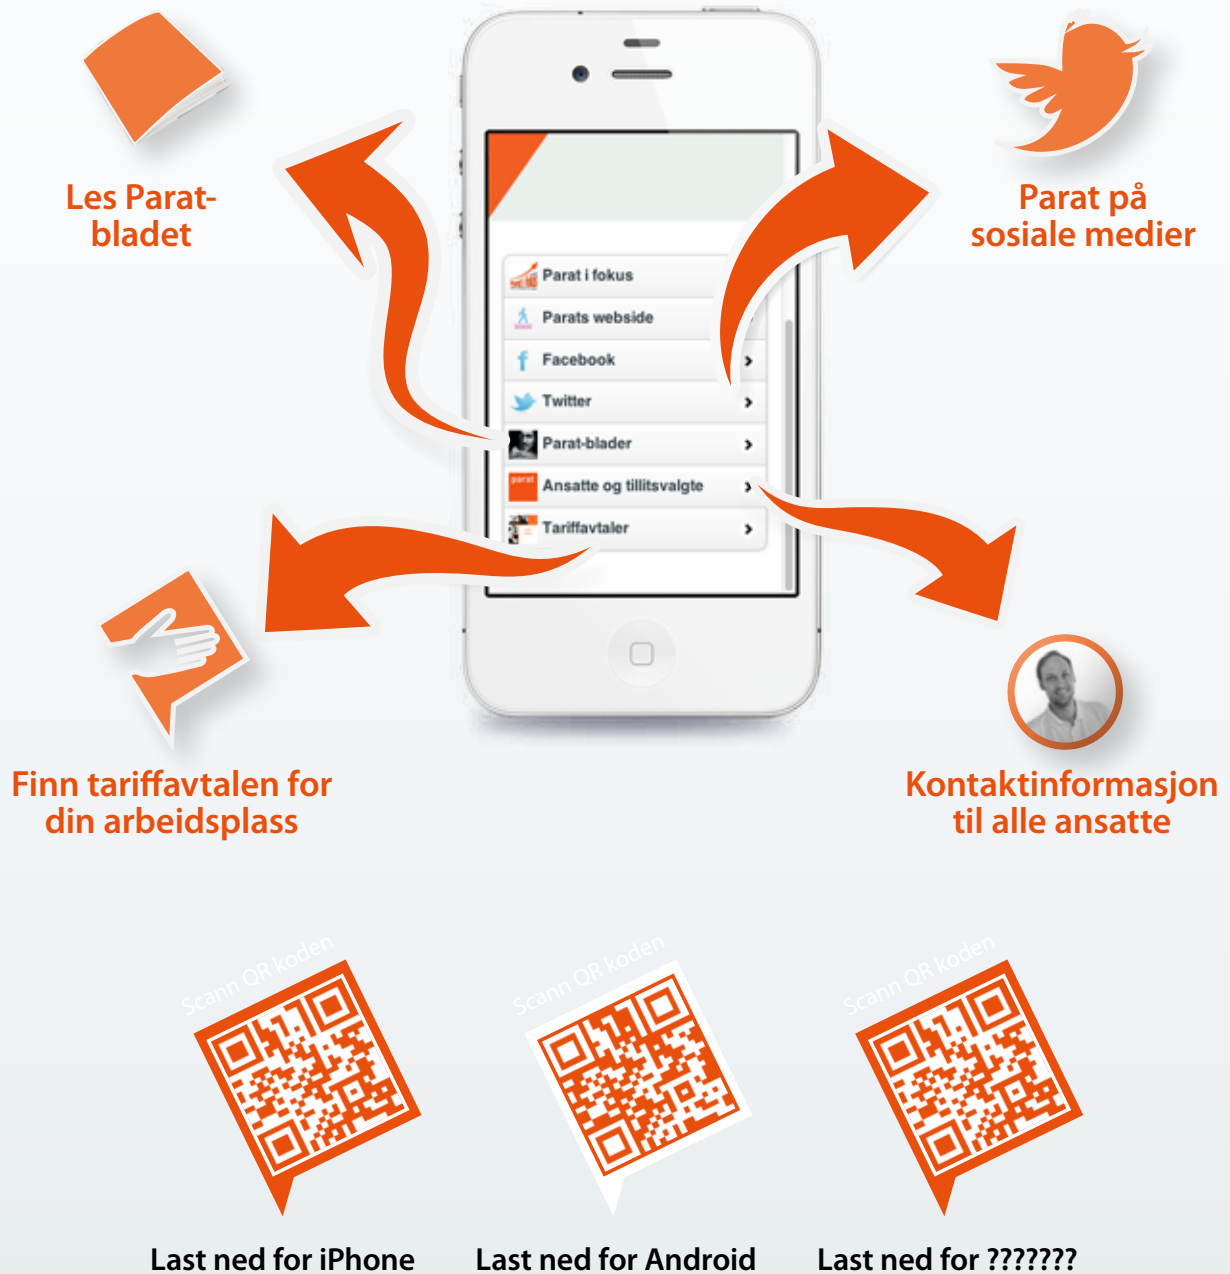 Les Parat-
bladet
Parat på
sosiale medier
Parat i fokus
Parats webside
Facebook
Twitter
Parat-blader
parat
Ansatte og tillitsvalgte
Tariffavtaler
Finn tariffavtalen for
din arbeidsplass
Kontaktinformasjon
til alle ansatte
Scann QR koden
Scann QR koden
Scann QR koden
Last ned for iPhone
Last ned for Android
Last ned for ???????